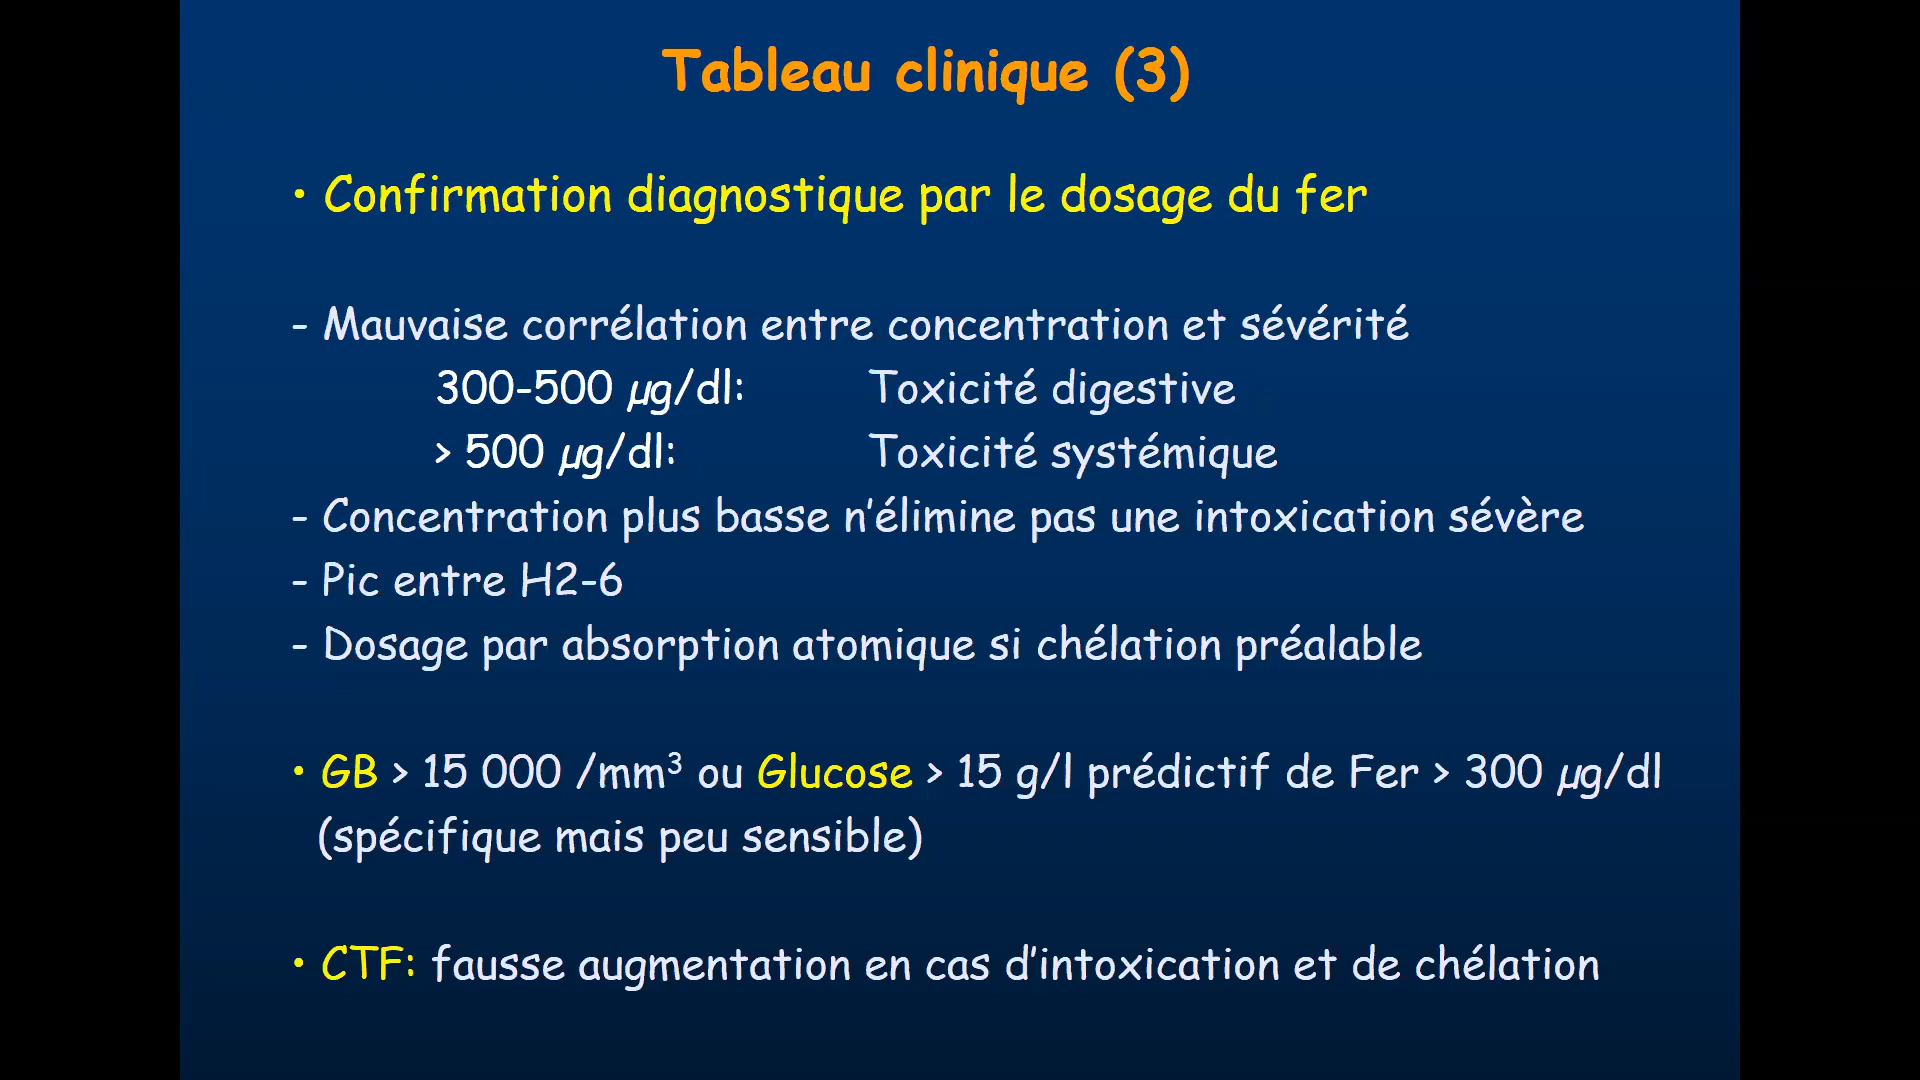 Tableau clinique (3)
• Confirmation diagnostique par le dosage du fer
- Mauvaise corrélation entre concentration et sévérité
300-500 µg/dl: Toxicité digestive
> 500 µg/dl: Toxicité systémique
- Concentration plus basse n’élimine pas une intoxication sévère
- Pic entre H2-6
- Dosage par absorption atomique si chélation préalable
• GB > 15 000 /mm³ ou Glucose > 15 g/l prédictif de Fer > 300 µg/dl
(spécifique mais peu sensible)
• CTF: fausse augmentation en cas d’intoxication et de chélation